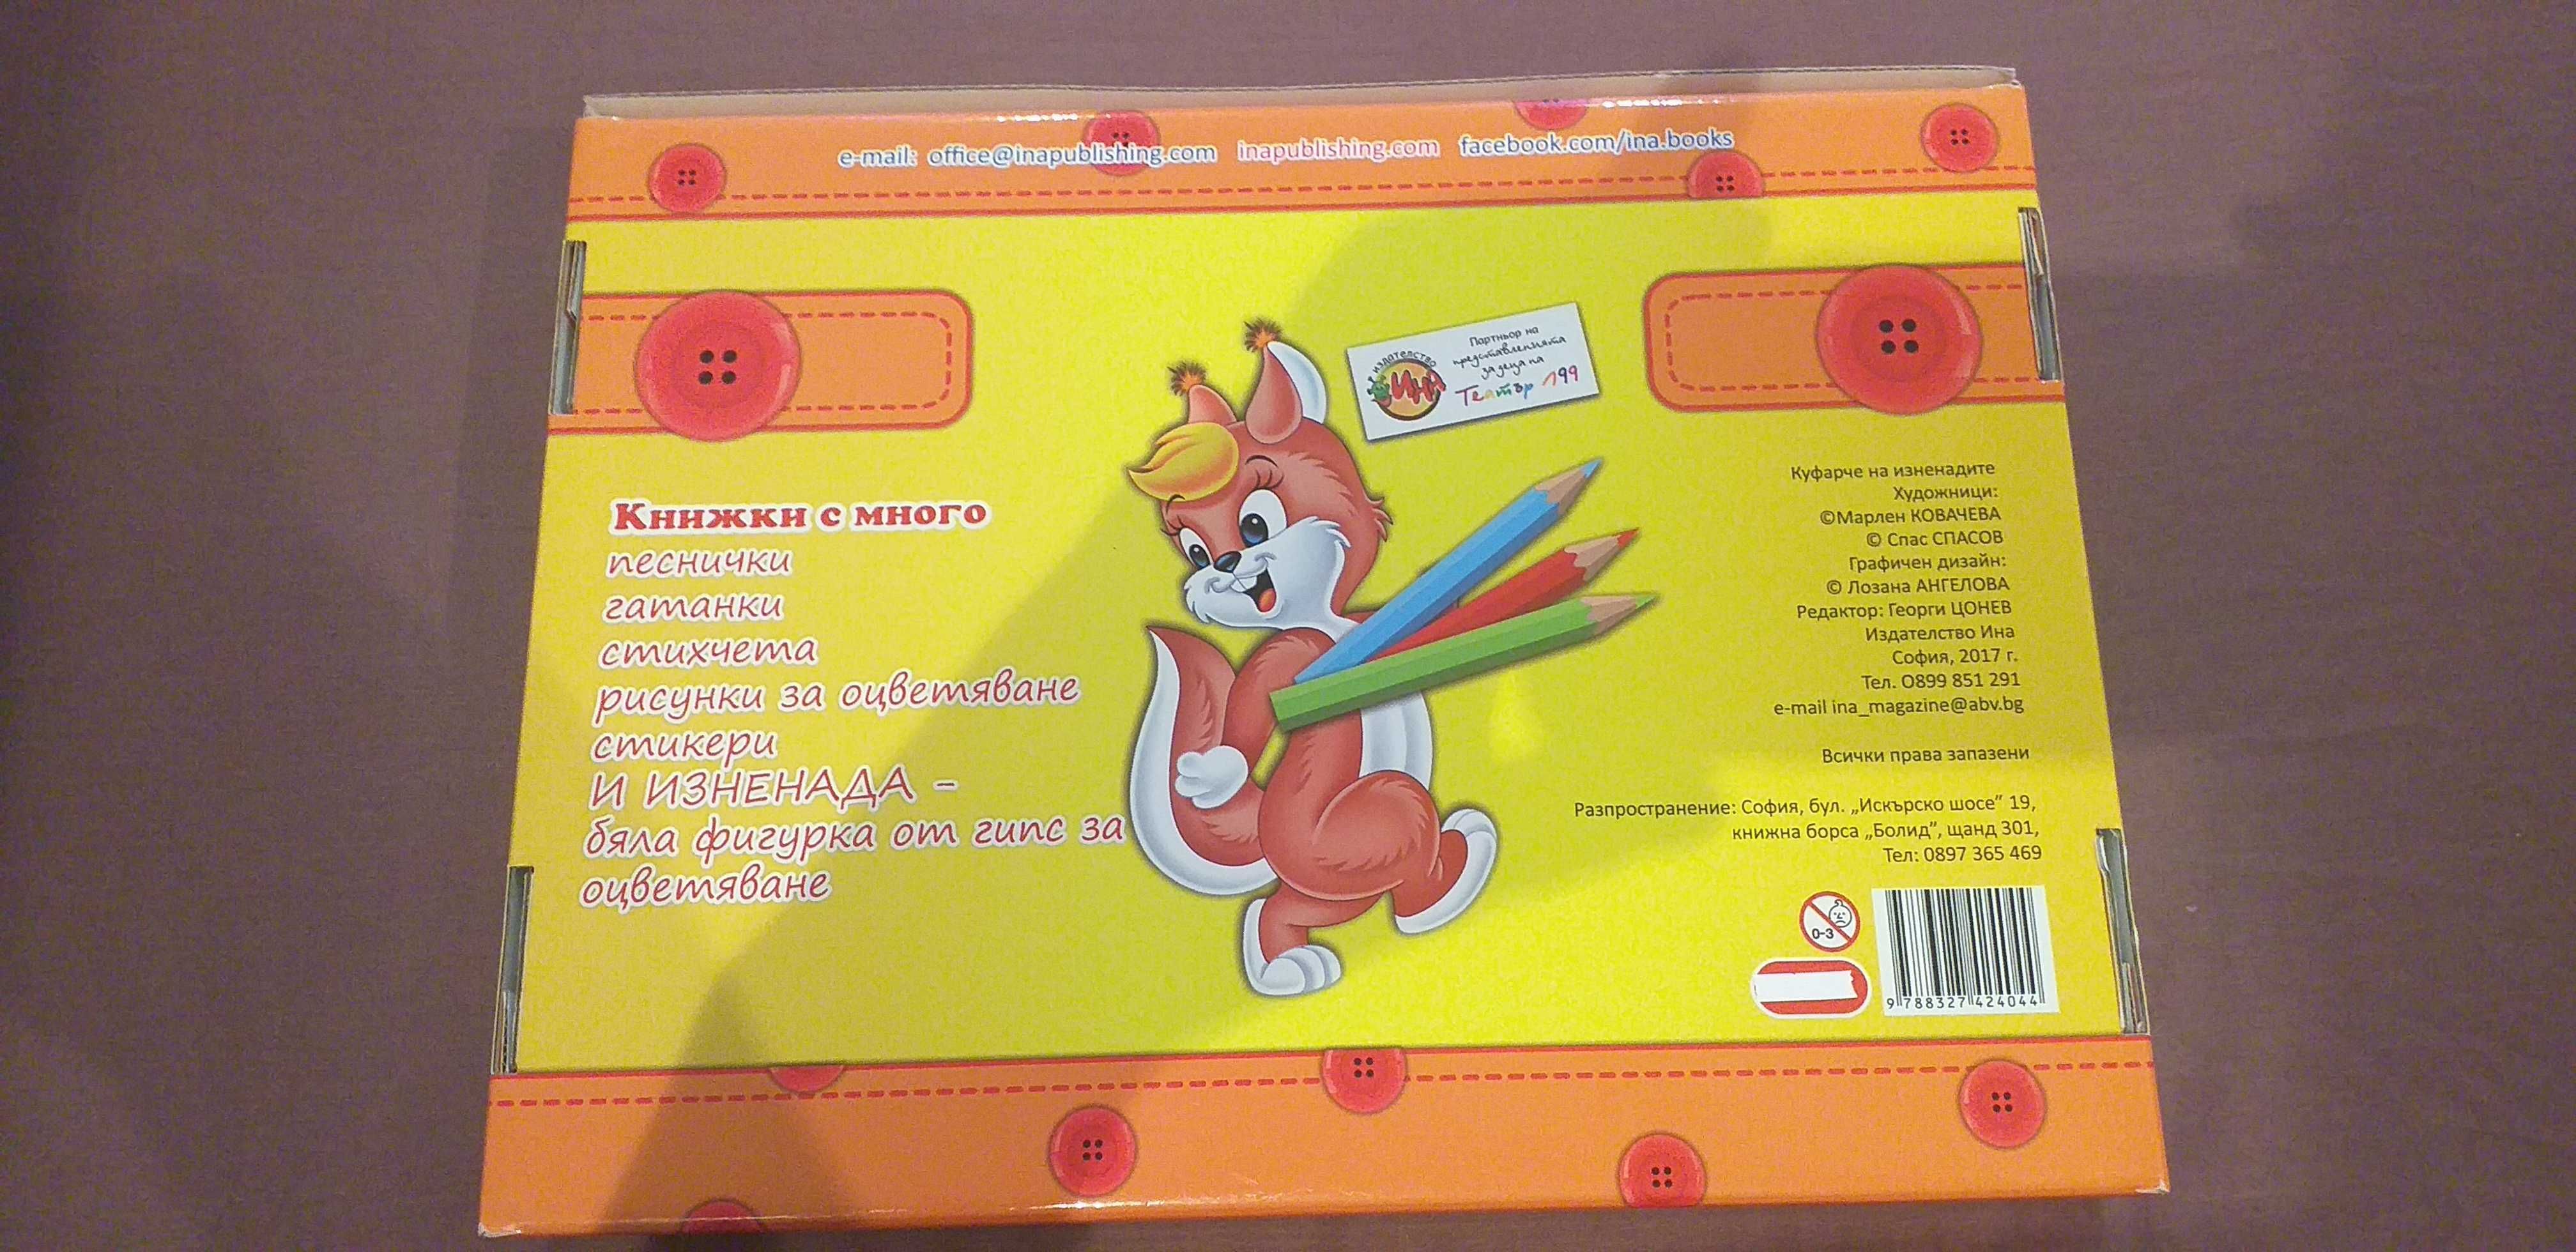 e-mail: office@inapublishing.com inapublishing.com facebook.com/ina.books
издателство
ИНА
Партньор на
представленията
за деца на
Театър 199
Книжки с много
песнички
гатанки
стихчета
рисунки за оцветяване
стикери
И ИЗНЕНАДА -
бяла фигурка от гипс за
оцветяване
Куфарче на изненадите
Художници:
©Марлен КОВАЧЕВА
© Спас СПАСОВ
Графичен дизайн:
© Лозана АНГЕЛОВА
Редактор: Георги ЦОНЕВ
Издателство Ина
София, 2017 г.
Тел. 0899 851 291
e-mail ina_magazine@abv.bg
Всички права запазени
Разпространение: София, бул. „Искърско шосе" 19,
книжна борса „Болид", щанд 301,
Тел: 0897 365 469
0-3
9 788327 424044